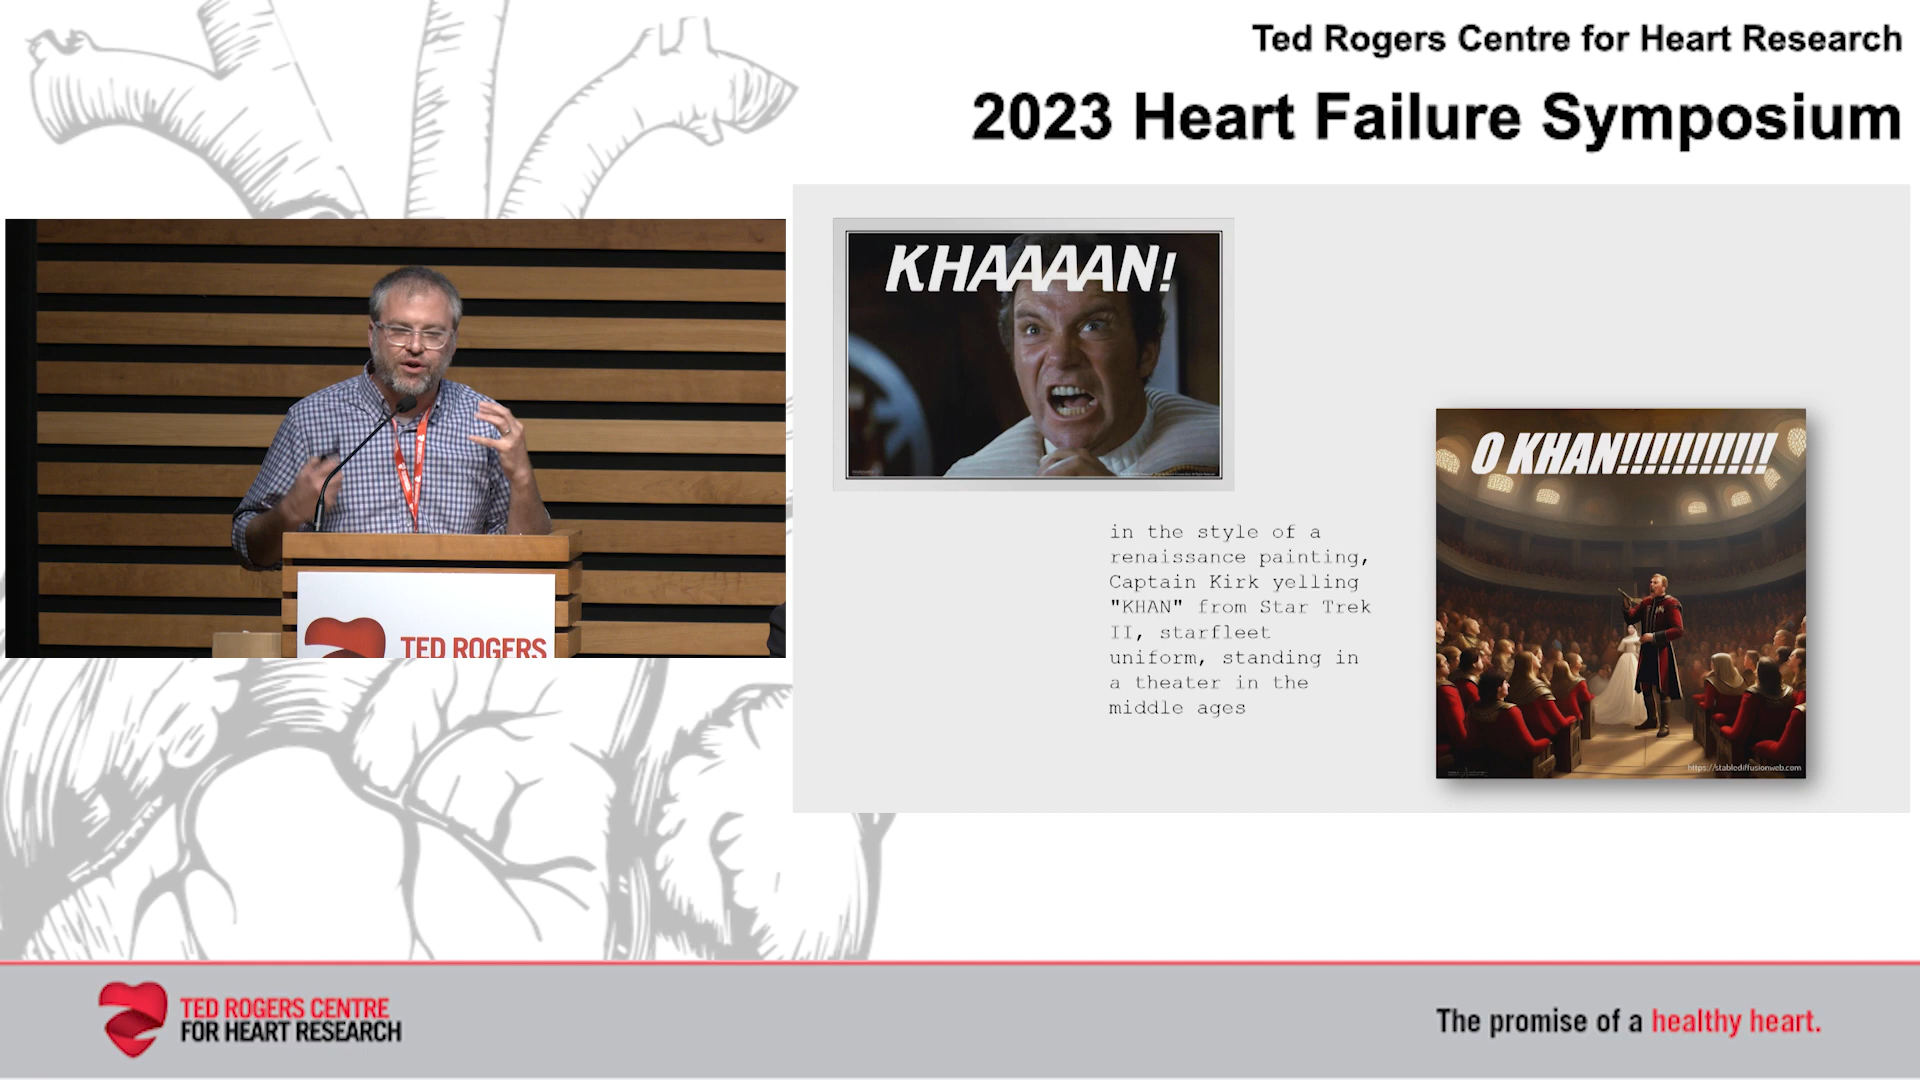 Ted Rogers Centre for Heart Research
2023 Heart Failure Symposium
KHAAAAN!
O KHAN!!!!!!!!!!!!
in the style of a
renaissance painting,
Captain Kirk yelling
"KHAN" from Star Trek
II, starfleet
uniform, standing in
a theater in the
middle ages
https://stablediffusionweb.com
TED ROGERS
TED ROGERS CENTRE
FOR HEART RESEARCH
The promise of a healthy heart.